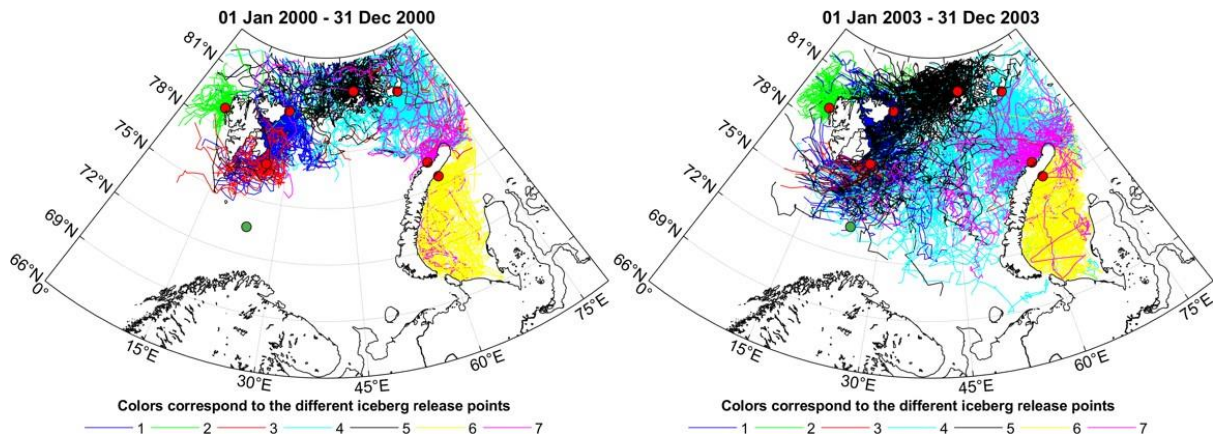 01 Jan 2000 - 31 Dec 2000
81°N
78°N
75°N
72°N
69°N
66°N
0°
15°E
30°E
45°E
60°E
75°E
Colors correspond to the different iceberg release points
1 2 3 4 5 6 7
01 Jan 2003 - 31 Dec 2003
81°N
78°N
75°N
72°N
69°N
66°N
0°
15°E
30°E
45°E
60°E
75°E
Colors correspond to the different iceberg release points
1 2 3 4 5 6 7